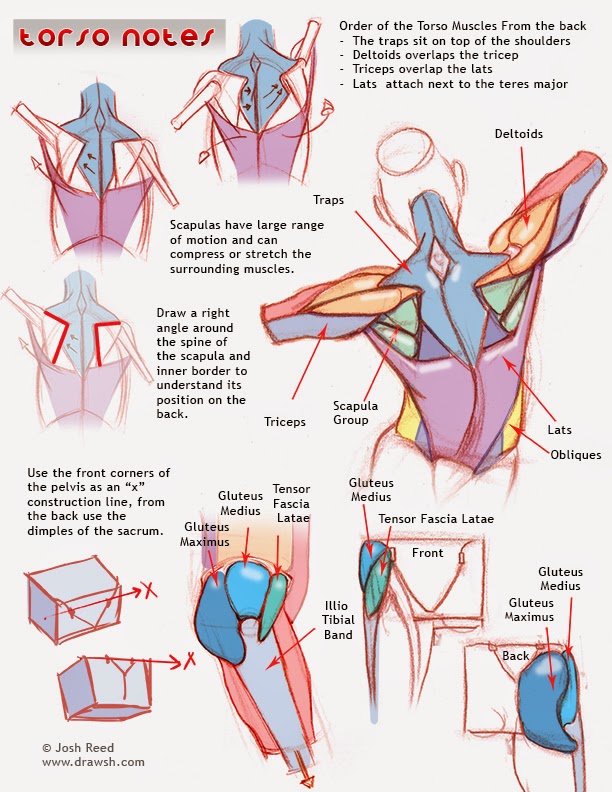 torso notes
Order of the Torso Muscles From the back
- The traps sit on top of the shoulders
- Deltoids overlaps the tricep
- Triceps overlap the lats
- Lats attach next to the teres major
Deltoids
Traps
Scapulas have large range
of motion and can
compress or stretch the
surrounding muscles.
Draw a right
angle around
the spine of
the scapula and
inner border to
understand its
position on the
back.
Triceps
Scapula
Group
Lats
Obliques
Use the front corners of
the pelvis as an “x”
construction line, from
the back use the
dimples of the sacrum.
X
X
Gluteus
Maximus
Gluteus
Medius
Tensor
Fascia
Latae
Illio
Tibial
Band
Gluteus
Medius
Tensor Fascia Latae
Front
Gluteus
Medius
Gluteus
Maximus
Back
© Josh Reed
www.drawsh.com